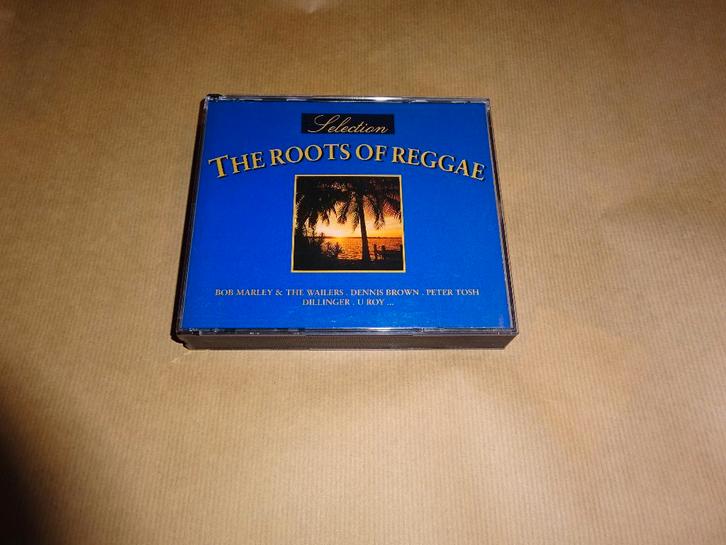 Selection
THE ROOTS OF REGGAE
BOB MARLEY & THE WAILERS . DENNIS BROWN . PETER TOSH
DILLINGER . U ROY ...